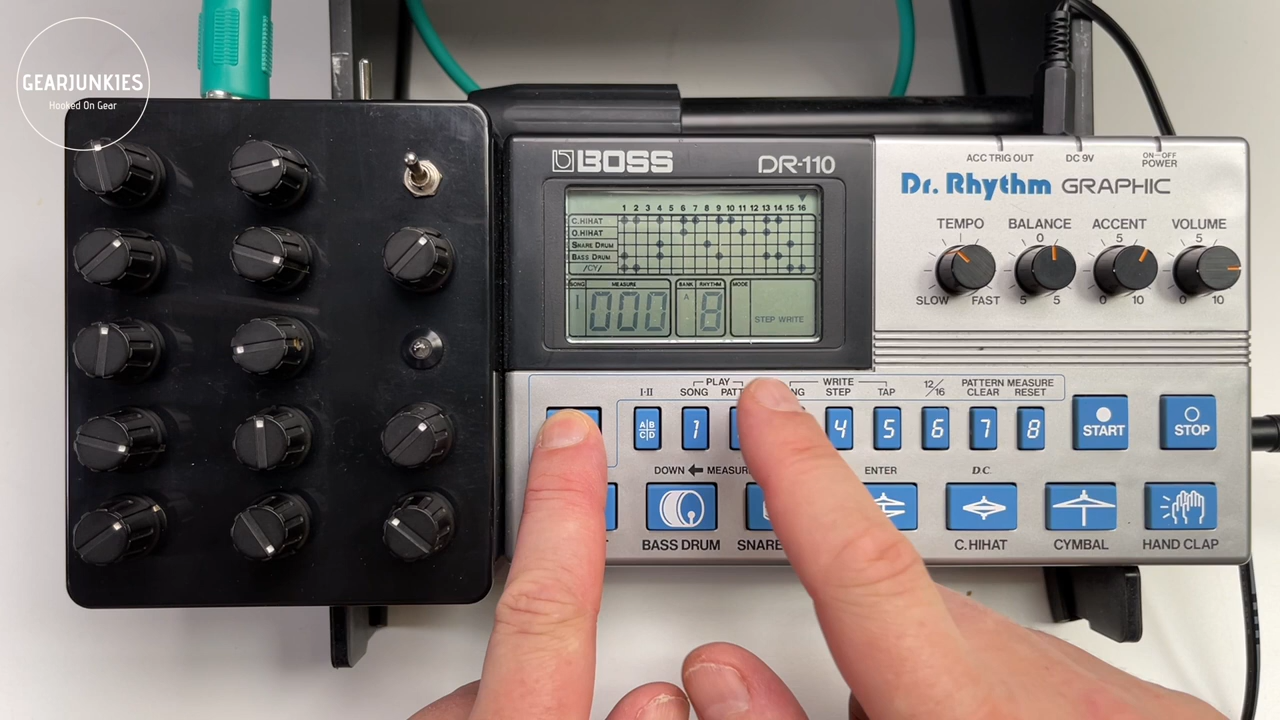 GEARJUNKIES
Hooked On Gear
BOSS
DR-110
1 2 3 4 5 6 7 8 9 10 11 12 13 14 15 16
C.HIHAT
O.HIHAT
SNARE DRUM
BASS DRUM
/CY/
SONG MEASURE BANK RHYTHM MODE
I 000 A 8
STEP WRITE
ACC TRIG OUT
DC 9V
ON–OFF
POWER
Dr. Rhythm GRAPHIC
TEMPO
BALANCE
ACCENT
VOLUME
0 5 5
SLOW FAST
5 5
0 10
0 10
PLAY
WRITE
12/16
PATTERN MEASURE
I·II
SONG
STEP
TAP
CLEAR
RESET
A B C D
1
4
5
6
7
8
START
STOP
DOWN
ENTER
D.C.
BASS DRUM
SNARE
C.HIHAT
CYMBAL
HAND CLAP